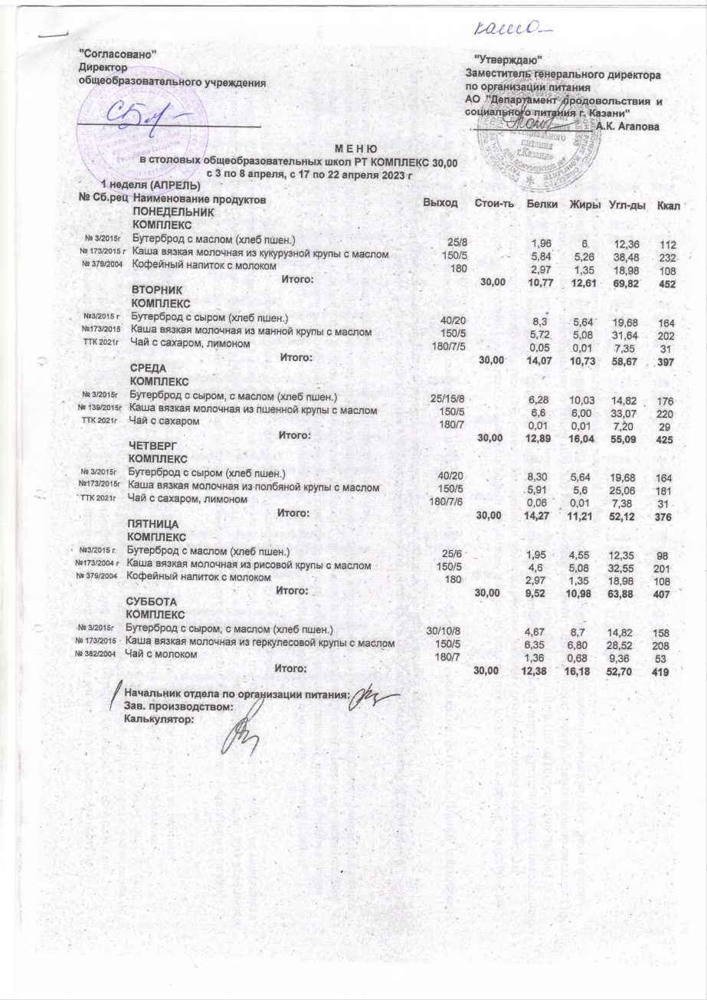 "Согласовано"
Директор
общеобразовательного учреждения
"Утверждаю"
Заместитель генерального директора
по организации питания
АО "Департамент продовольствия и
социального питания г. Казани"
А.К. Агапова
М Е Н Ю
в столовых общеобразовательных школ РТ КОМПЛЕКС 30,00
с 3 по 8 апреля, с 17 по 22 апреля 2023 г
1 неделя (АПРЕЛЬ)
№ Сб.рец Наименование продуктов Выход Стои-ть Белки Жиры Угл-ды Ккал
ПОНЕДЕЛЬНИК
КОМПЛЕКС
№ 3/2015г Бутерброд с маслом (хлеб пшен.) 25/8 1,96 6 12,36 112
№ 173/2015 г Каша вязкая молочная из кукурузной крупы с маслом 150/5 5,84 5,26 38,48 232
№ 379/2004 Кофейный напиток с молоком 180 2,97 1,35 18,98 108
Итого: 30,00 10,77 12,61 69,82 452
ВТОРНИК
КОМПЛЕКС
№3/2015 г Бутерброд с сыром (хлеб пшен.) 40/20 8,3 5,64 19,68 164
№173/2015 Каша вязкая молочная из манной крупы с маслом 150/5 5,72 5,08 31,64 202
ТТК 2021г Чай с сахаром, лимоном 180/7/5 0,05 0,01 7,35 31
Итого: 30,00 14,07 10,73 58,67 397
СРЕДА
КОМПЛЕКС
№ 3/2015г Бутерброд с сыром, с маслом (хлеб пшен.) 25/15/8 6,28 10,03 14,82 176
№ 139/2015г Каша вязкая молочная из пшенной крупы с маслом 150/5 6,6 6,00 33,07 220
ТТК 2021г Чай с сахаром 180/7 0,01 0,01 7,20 29
Итого: 30,00 12,89 16,04 55,09 425
ЧЕТВЕРГ
КОМПЛЕКС
№ 3/2015г Бутерброд с сыром (хлеб пшен.) 40/20 8,30 5,64 19,68 164
№173/2015г Каша вязкая молочная из полбяной крупы с маслом 150/5 5,91 5,6 25,06 181
ТТК 2021г Чай с сахаром, лимоном 180/7/6 0,06 0,01 7,38 31
Итого: 30,00 14,27 11,21 52,12 376
ПЯТНИЦА
КОМПЛЕКС
№3/2015 г Бутерброд с маслом (хлеб пшен.) 25/6 1,95 4,55 12,35 98
№173/2004 г Каша вязкая молочная из рисовой крупы с маслом 150/5 4,6 5,08 32,55 201
№ 379/2004 Кофейный напиток с молоком 180 2,97 1,35 18,98 108
Итого: 30,00 9,52 10,98 63,88 407
СУББОТА
КОМПЛЕКС
№ 3/2015г Бутерброд с сыром, с маслом (хлеб пшен.) 30/10/8 4,67 8,7 14,82 158
№ 173/2015 Каша вязкая молочная из геркулесовой крупы с маслом 150/5 6,35 6,80 28,52 208
№ 382/2004 Чай с молоком 180/7 1,36 0,68 9,36 53
Итого: 30,00 12,38 16,18 52,70 419
Начальник отдела по организации питания:
Зав. производством:
Калькулятор: